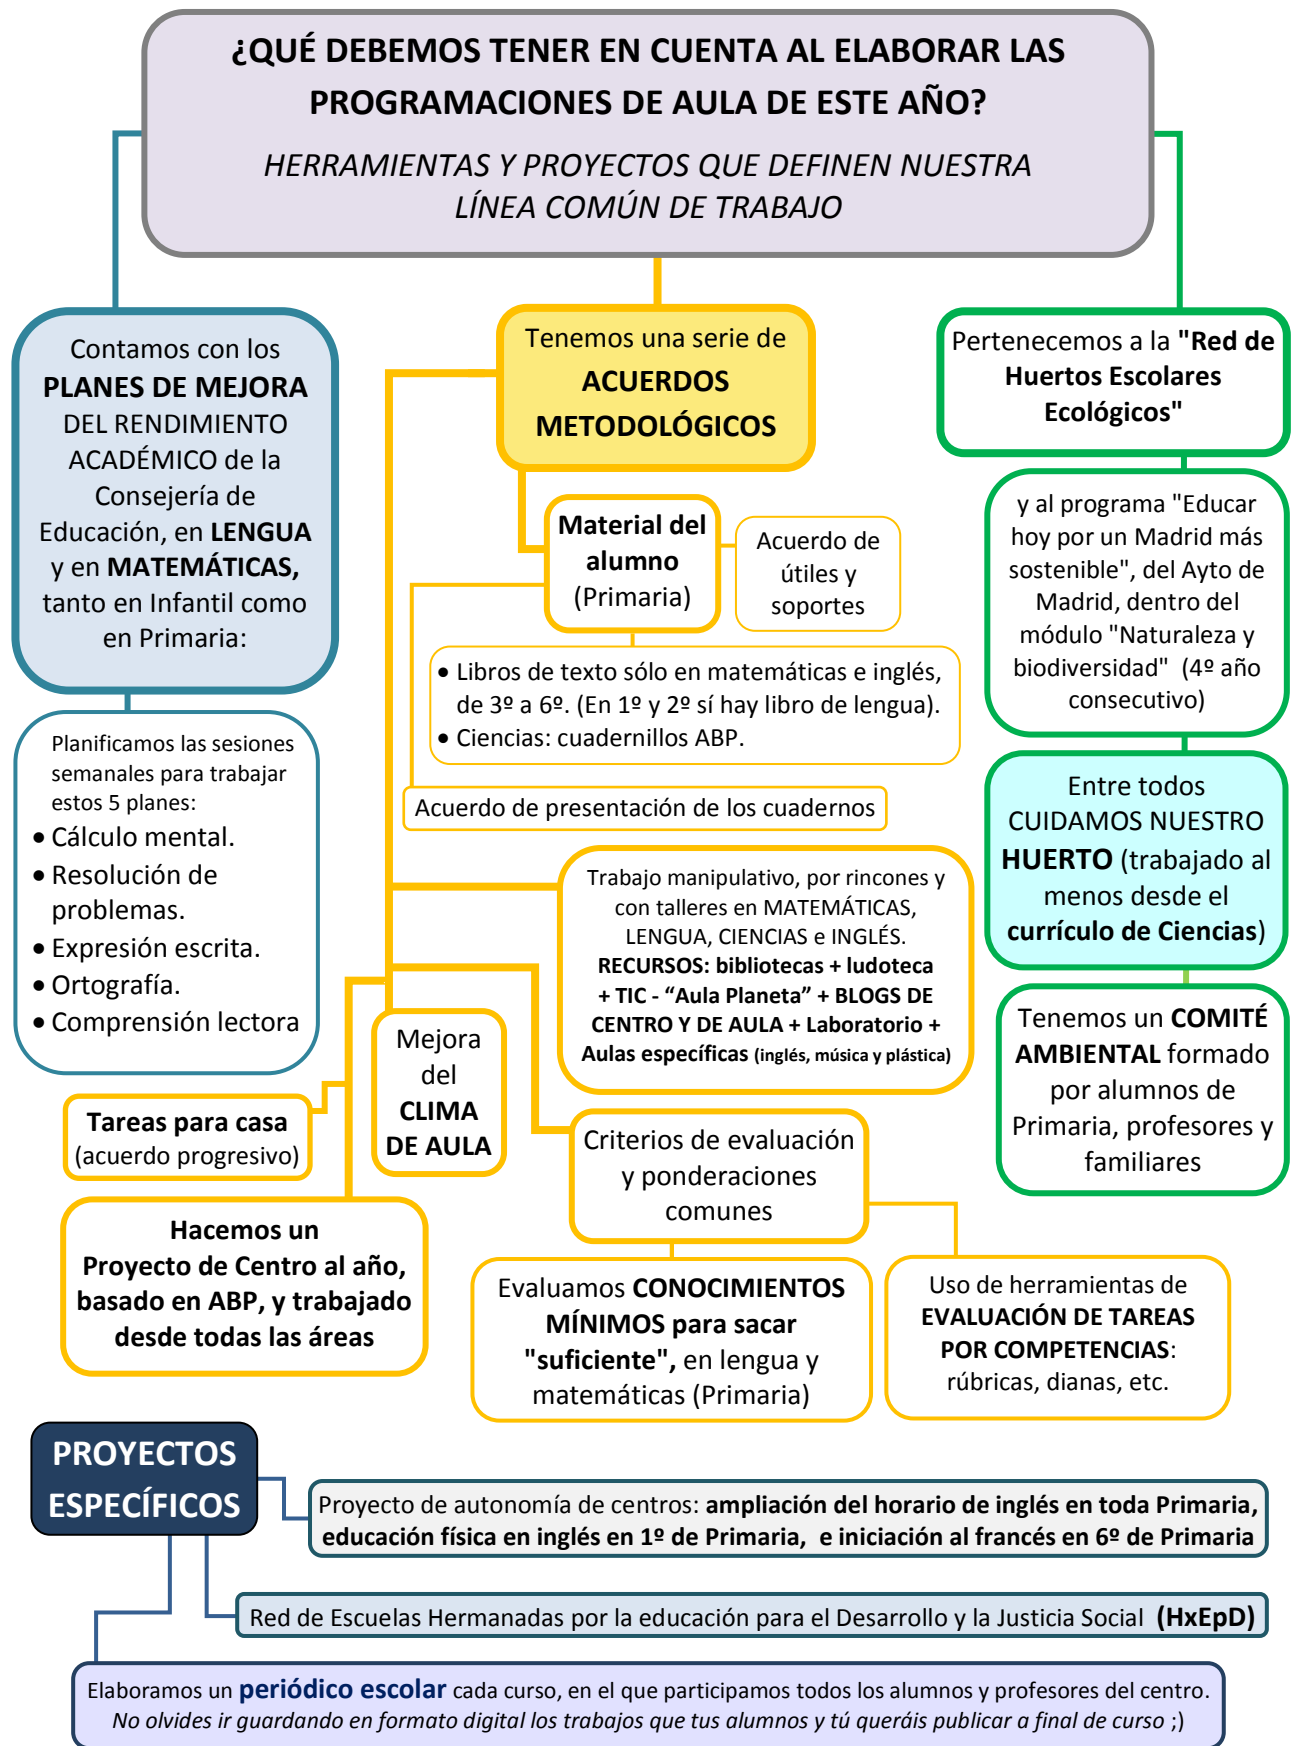 ¿QUÉ DEBEMOS TENER EN CUENTA AL ELABORAR LAS
PROGRAMACIONES DE AULA DE ESTE AÑO?
HERRAMIENTAS Y PROYECTOS QUE DEFINEN NUESTRA
LÍNEA COMÚN DE TRABAJO
Contamos con los
PLANES DE MEJORA
DEL RENDIMIENTO
ACADÉMICO de la
Consejería de
Educación, en LENGUA
y en MATEMÁTICAS,
tanto en Infantil como
en Primaria:
Planificamos las sesiones
semanales para trabajar
estos 5 planes:
• Cálculo mental.
• Resolución de
problemas.
• Expresión escrita.
• Ortografía.
• Comprensión lectora
Tenemos una serie de
ACUERDOS
METODOLÓGICOS
Material del
alumno
(Primaria)
Acuerdo de
útiles y
soportes
• Libros de texto sólo en matemáticas e inglés,
de 3º a 6º. (En 1º y 2º sí hay libro de lengua).
• Ciencias: cuadernillos ABP.
Acuerdo de presentación de los cuadernos
Trabajo manipulativo, por rincones y
con talleres en MATEMÁTICAS,
LENGUA, CIENCIAS e INGLÉS.
RECURSOS: bibliotecas + ludoteca
+ TIC - “Aula Planeta” + BLOGS DE
CENTRO Y DE AULA + Laboratorio +
Aulas específicas (inglés, música y plástica)
Mejora
del
CLIMA
DE AULA
Tareas para casa
(acuerdo progresivo)
Hacemos un
Proyecto de Centro al año,
basado en ABP, y trabajado
desde todas las áreas
Criterios de evaluación
y ponderaciones
comunes
Evaluamos CONOCIMIENTOS
MÍNIMOS para sacar
"suficiente", en lengua y
matemáticas (Primaria)
Uso de herramientas de
EVALUACIÓN DE TAREAS
POR COMPETENCIAS:
rúbricas, dianas, etc.
Pertenecemos a la "Red de
Huertos Escolares
Ecológicos"
y al programa "Educar
hoy por un Madrid más
sostenible", del Ayto de
Madrid, dentro del
módulo "Naturaleza y
biodiversidad" (4º año
consecutivo)
Entre todos
CUIDAMOS NUESTRO
HUERTO (trabajado al
menos desde el
currículo de Ciencias)
Tenemos un COMITÉ
AMBIENTAL formado
por alumnos de
Primaria, profesores y
familiares
PROYECTOS
ESPECÍFICOS
Proyecto de autonomía de centros: ampliación del horario de inglés en toda Primaria,
educación física en inglés en 1º de Primaria, e iniciación al francés en 6º de Primaria
Red de Escuelas Hermanadas por la educación para el Desarrollo y la Justicia Social (HxEpD)
Elaboramos un periódico escolar cada curso, en el que participamos todos los alumnos y profesores del centro.
No olvides ir guardando en formato digital los trabajos que tus alumnos y tú queráis publicar a final de curso ;)